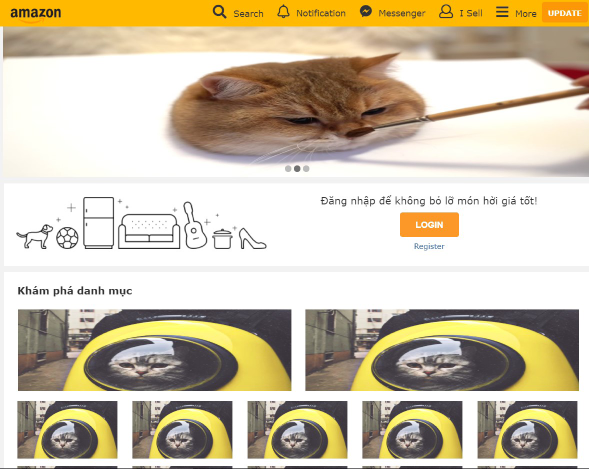 amazon
Search
Notification
Messenger
I Sell
More
UPDATE
Đăng nhập để không bỏ lỡ món hời giá tốt!
LOGIN
Register
Khám phá danh mục